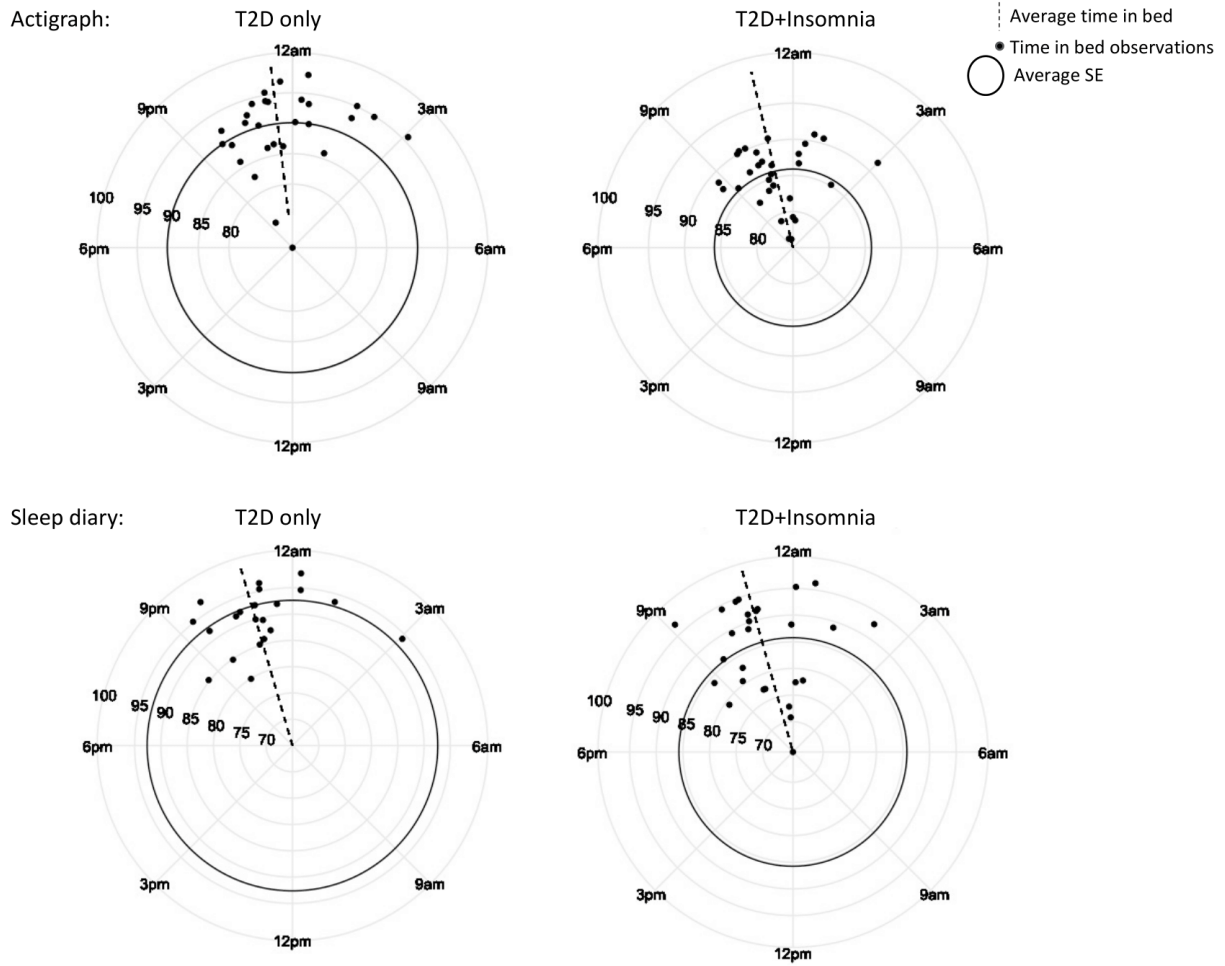 Actigraph:
T2D only
T2D+Insomnia
Average time in bed
Time in bed observations
Average SE
12am
9pm
3am
100
95
90
85
80
6pm
6am
3pm
9am
12pm
12am
9pm
3am
100
95
90
85
80
6pm
6am
3pm
9am
12pm
Sleep diary:
T2D only
T2D+Insomnia
12am
9pm
3am
100
95
90
85
80
75
70
6pm
6am
3pm
9am
12pm
12am
9pm
3am
100
95
90
85
80
75
70
6pm
6am
3pm
9am
12pm